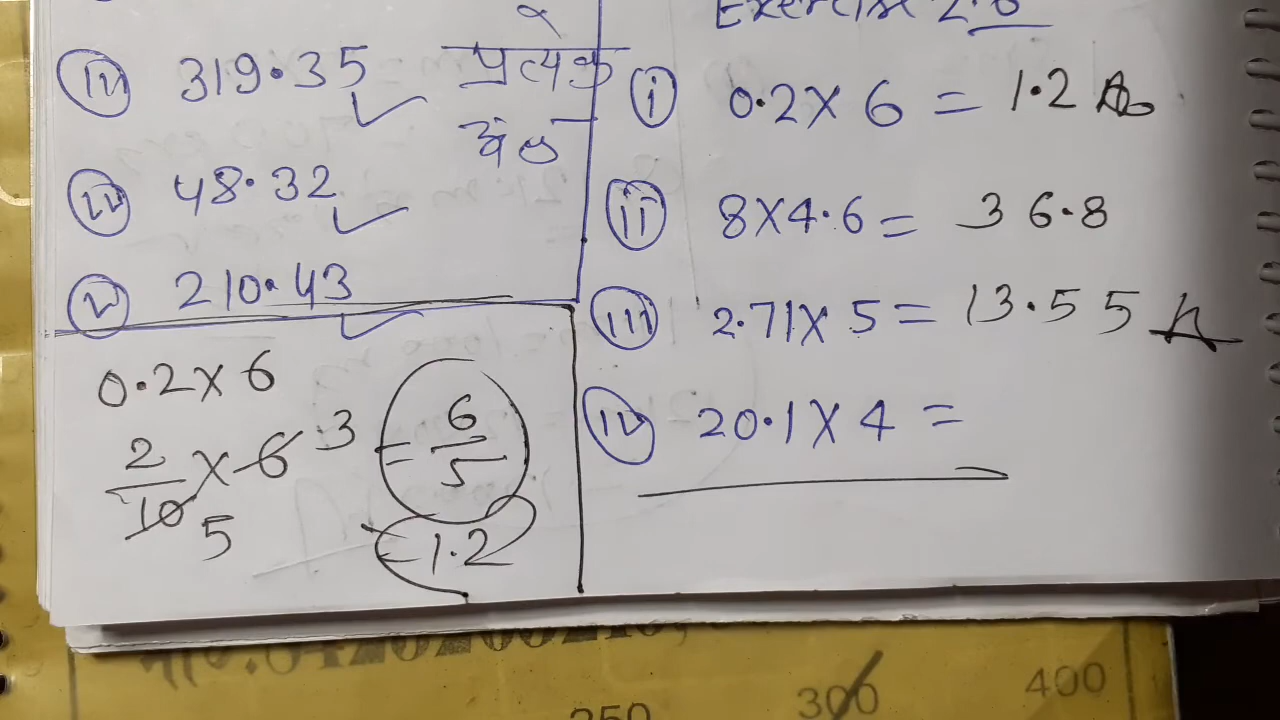 (iv) 319.35
प्रत्येक
अंक
(iv) 48.32
(v) 210.43
0.2 × 6
2/10 × 6 3 = 6/5
5
= 1.2
Exercise 2.6
(i) 0.2 × 6 = 1.2
(ii) 8 × 4.6 = 36.8
(iii) 2.71 × 5 = 13.55
(iv) 20.1 × 4 =
300
400